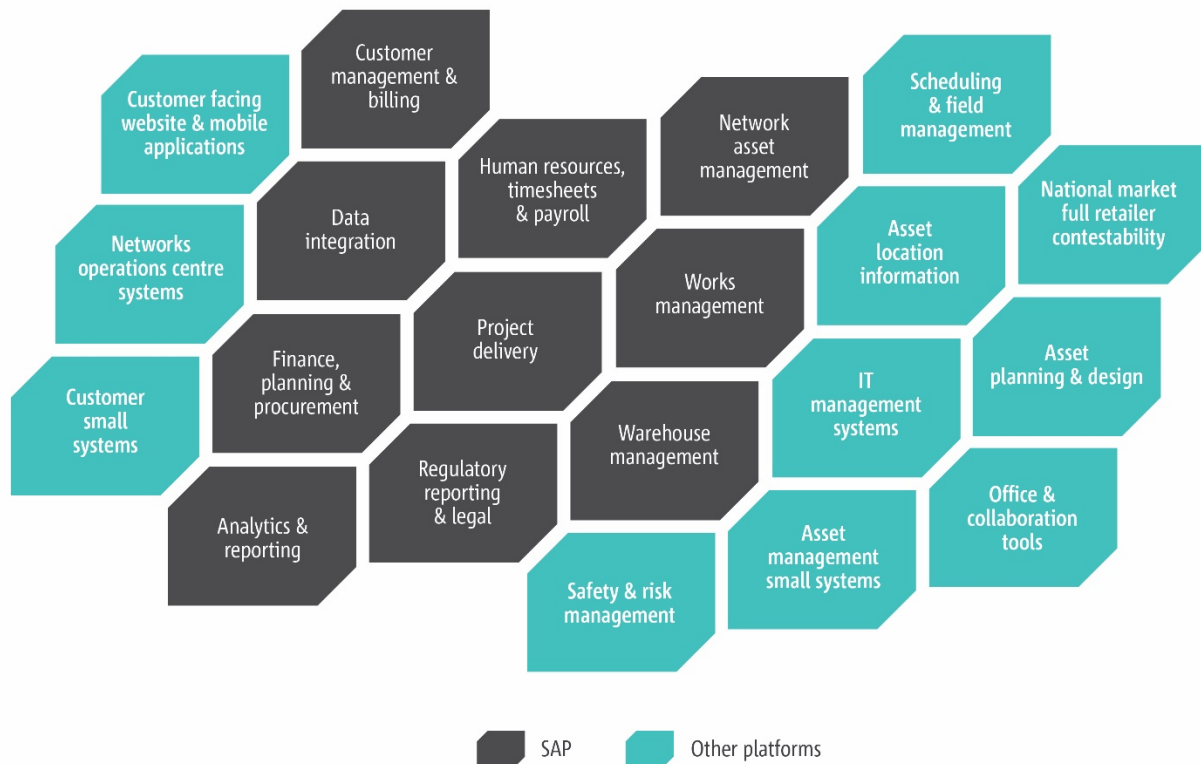 Customer
management &
billing
Customer facing
website & mobile
applications
Scheduling
& field
management
Network
asset
management
Human resources,
timesheets
& payroll
National market
full retailer
contestability
Data
integration
Asset
location
information
Networks
operations centre
systems
Works
management
Project
delivery
Finance,
planning &
procurement
Asset
planning & design
IT
management
systems
Customer
small
systems
Warehouse
management
Regulatory
reporting
& legal
Office &
collaboration
tools
Analytics &
reporting
Asset
management
small systems
Safety & risk
management
SAP
Other platforms